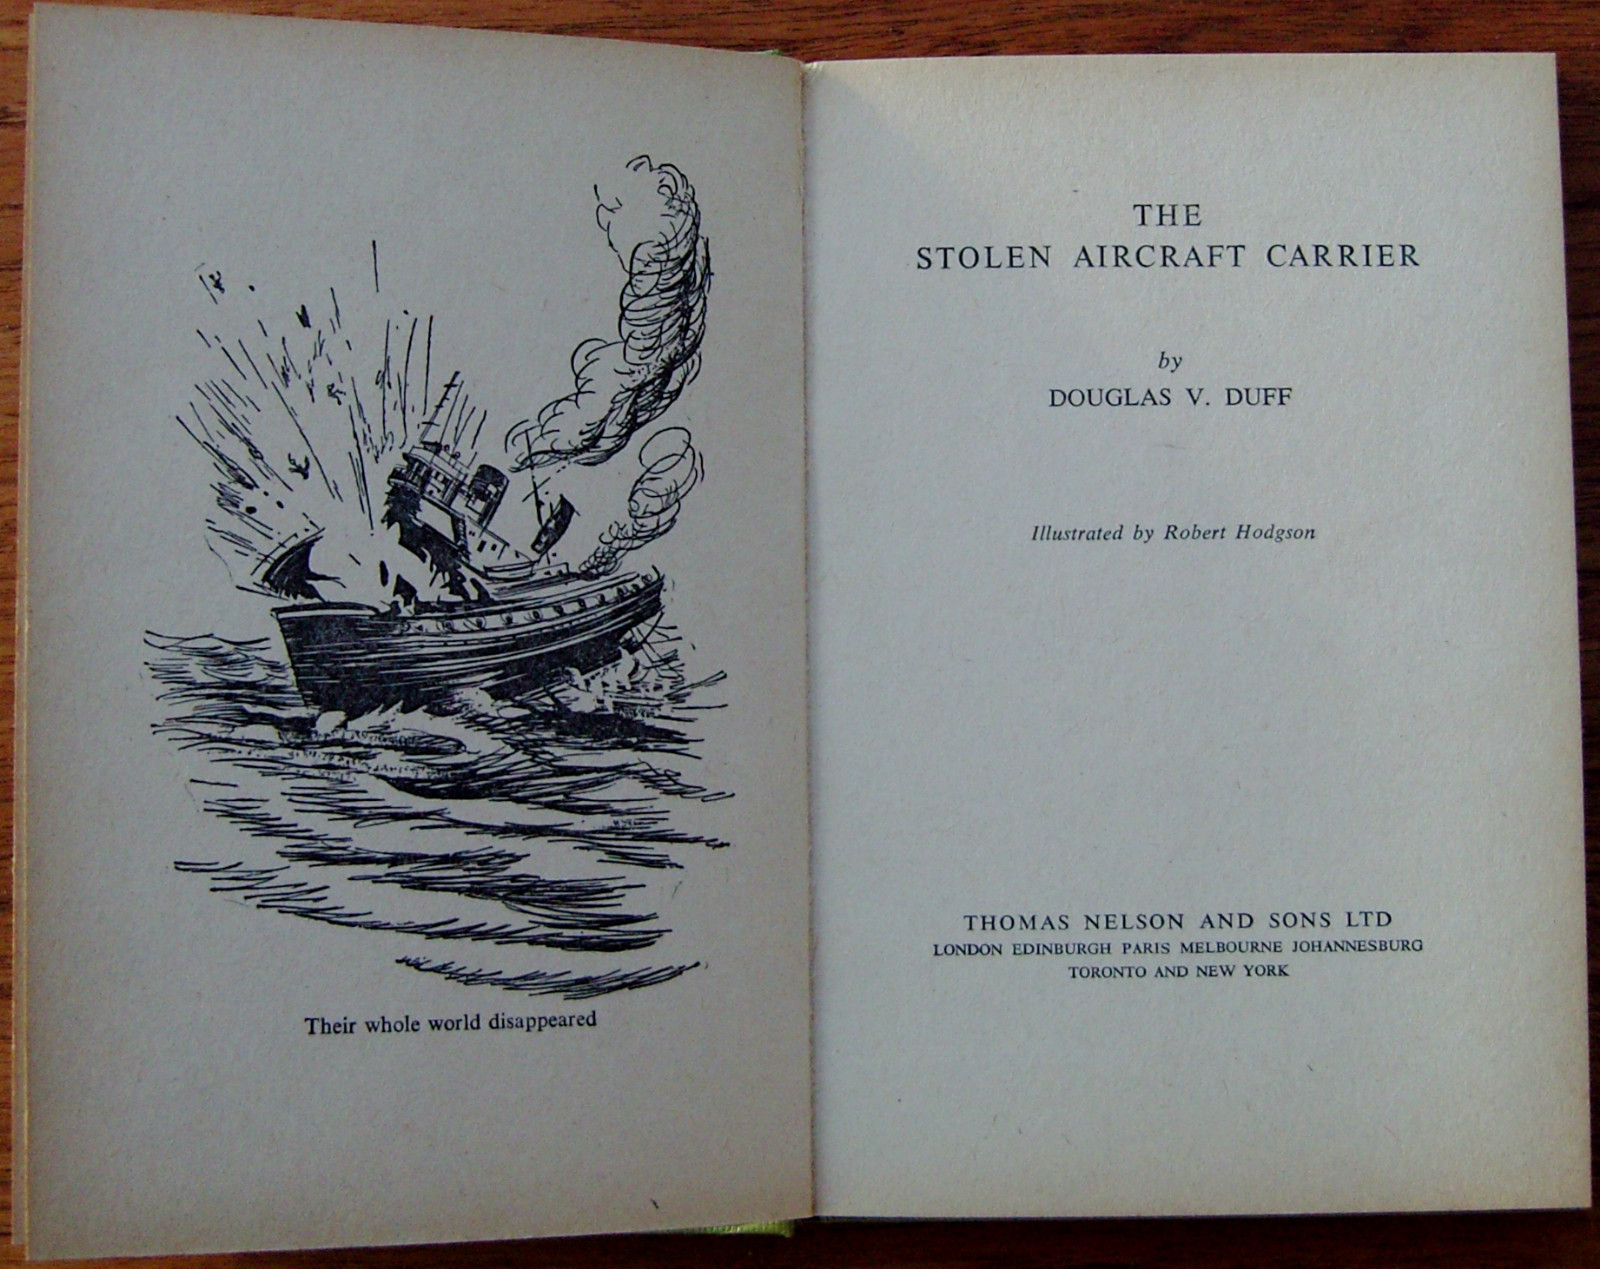 Their whole world disappeared
THE
STOLEN AIRCRAFT CARRIER
by
DOUGLAS V. DUFF
Illustrated by Robert Hodgson
THOMAS NELSON AND SONS LTD
LONDON EDINBURGH PARIS MELBOURNE JOHANNESBURG
TORONTO AND NEW YORK